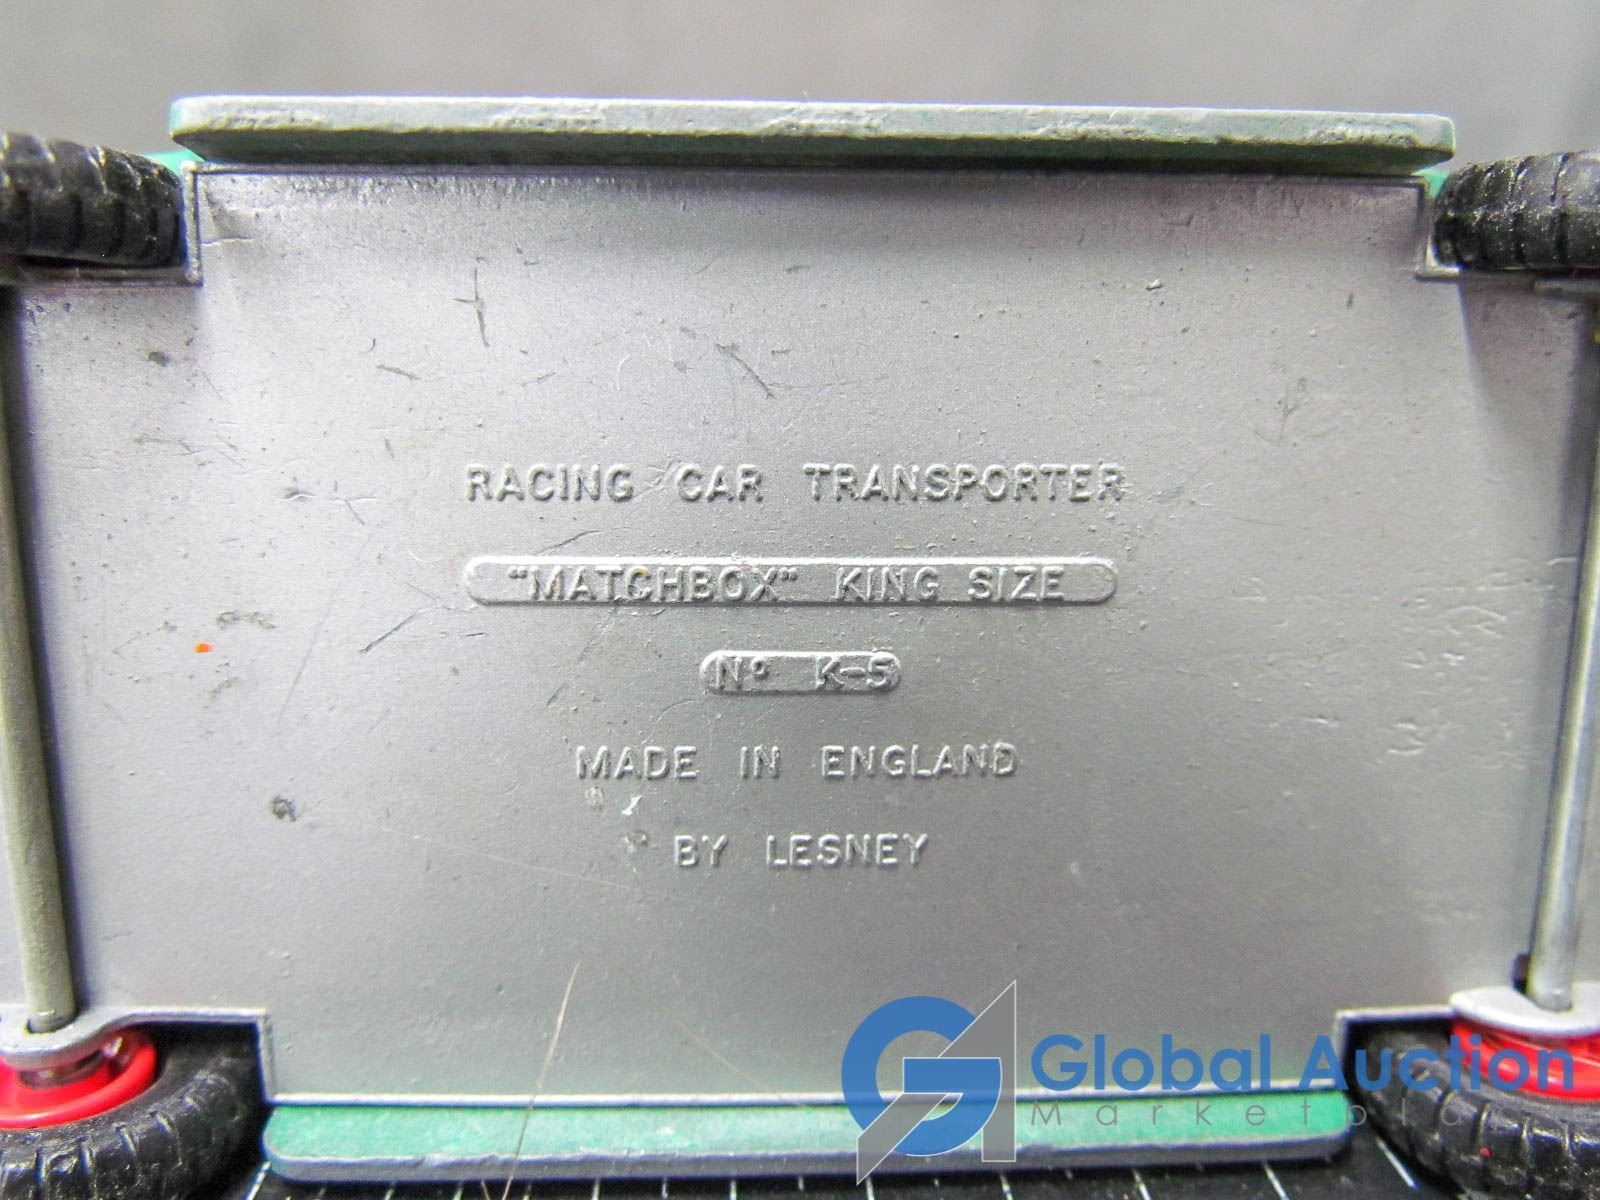 RACING CAR TRANSPORTER
"MATCHBOX" KING SIZE
No K-5
MADE IN ENGLAND
BY LESNEY
Global Auction
Marketplace